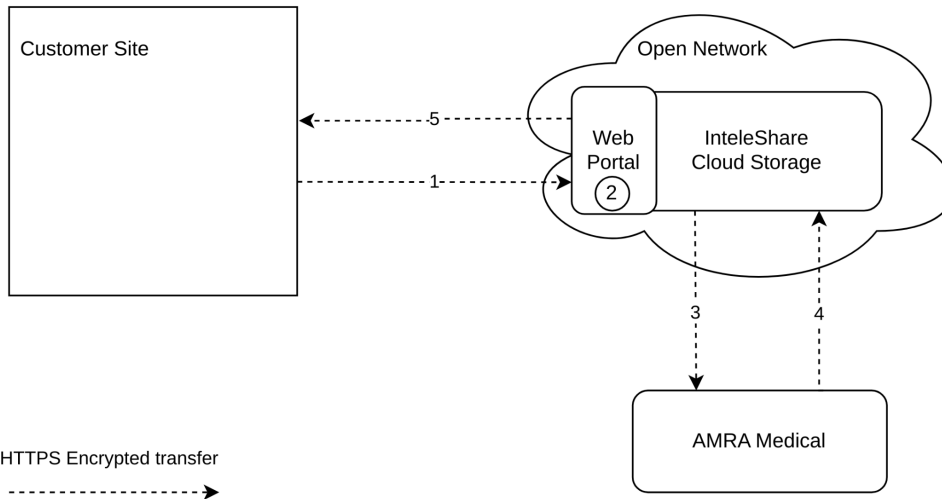 Customer Site
Open Network
5
Web
Portal
2
InteleShare
Cloud Storage
1
3
4
AMRA Medical
HTTPS Encrypted transfer